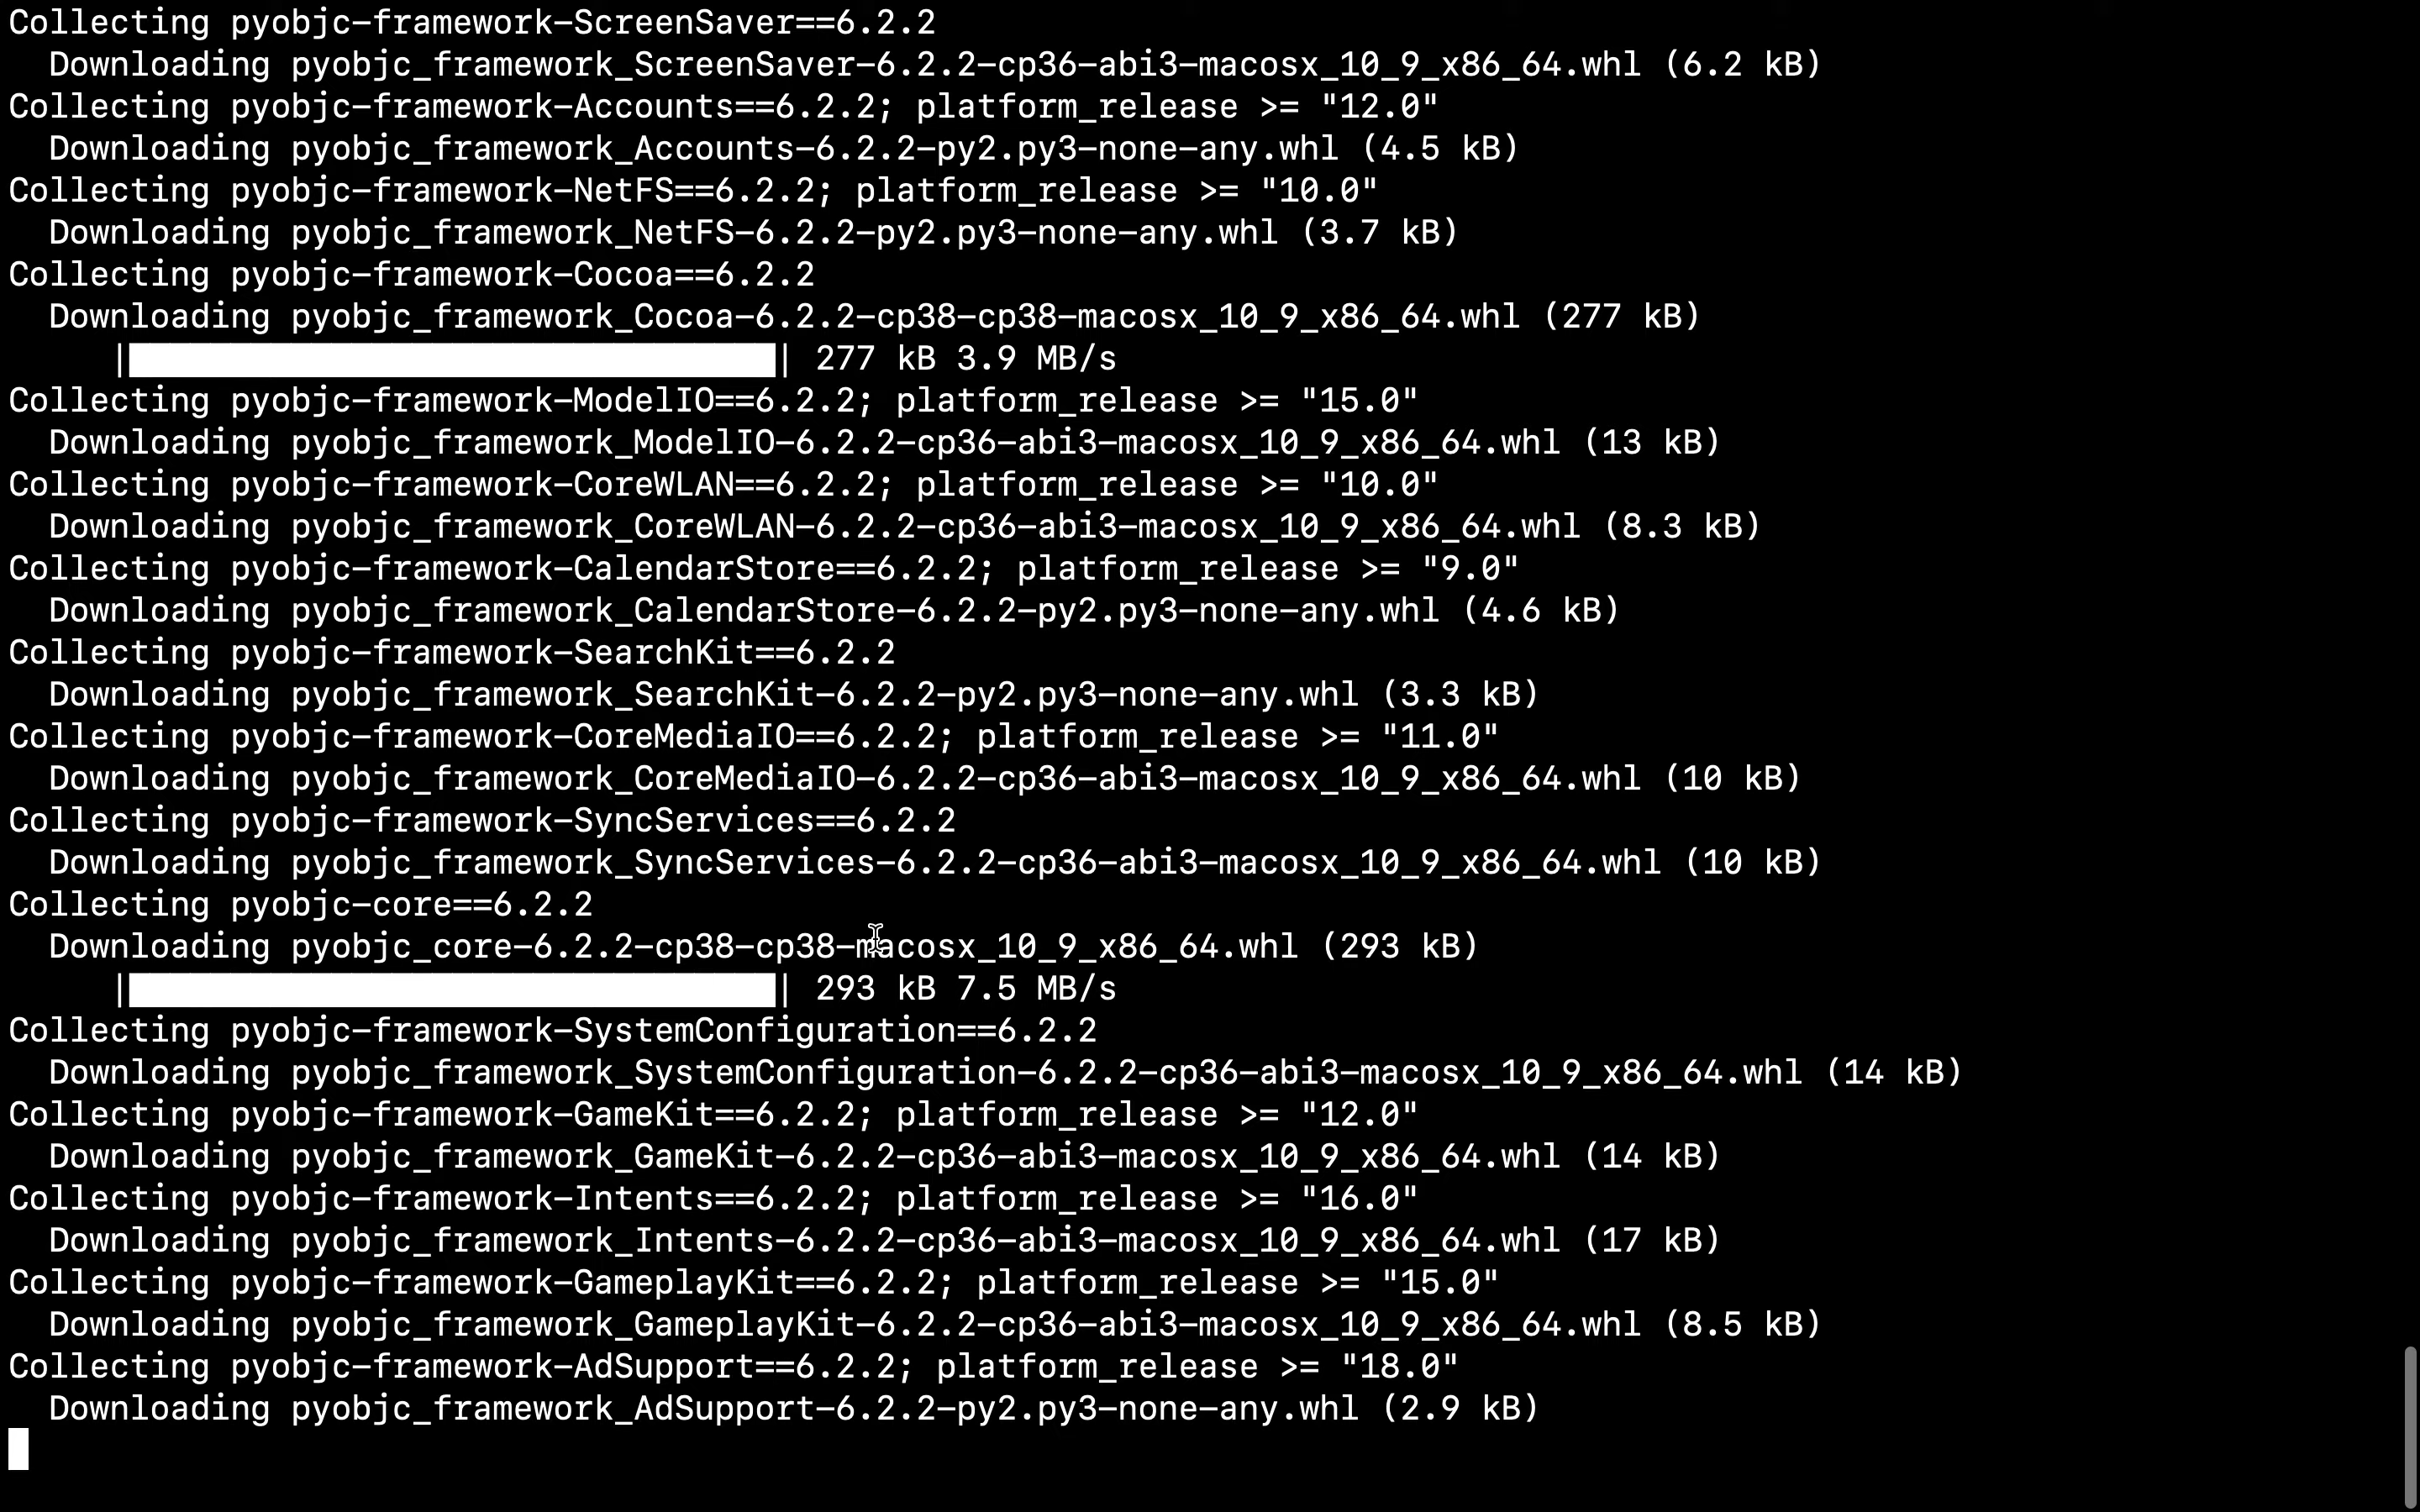 Collecting pyobjc-framework-ScreenSaver==6.2.2
  Downloading pyobjc_framework_ScreenSaver-6.2.2-cp36-abi3-macosx_10_9_x86_64.whl (6.2 kB)
Collecting pyobjc-framework-Accounts==6.2.2; platform_release >= "12.0"
  Downloading pyobjc_framework_Accounts-6.2.2-py2.py3-none-any.whl (4.5 kB)
Collecting pyobjc-framework-NetFS==6.2.2; platform_release >= "10.0"
  Downloading pyobjc_framework_NetFS-6.2.2-py2.py3-none-any.whl (3.7 kB)
Collecting pyobjc-framework-Cocoa==6.2.2
  Downloading pyobjc_framework_Cocoa-6.2.2-cp38-cp38-macosx_10_9_x86_64.whl (277 kB)
     |████████████████████████████████| 277 kB 3.9 MB/s
Collecting pyobjc-framework-ModelIO==6.2.2; platform_release >= "15.0"
  Downloading pyobjc_framework_ModelIO-6.2.2-cp36-abi3-macosx_10_9_x86_64.whl (13 kB)
Collecting pyobjc-framework-CoreWLAN==6.2.2; platform_release >= "10.0"
  Downloading pyobjc_framework_CoreWLAN-6.2.2-cp36-abi3-macosx_10_9_x86_64.whl (8.3 kB)
Collecting pyobjc-framework-CalendarStore==6.2.2; platform_release >= "9.0"
  Downloading pyobjc_framework_CalendarStore-6.2.2-py2.py3-none-any.whl (4.6 kB)
Collecting pyobjc-framework-SearchKit==6.2.2
  Downloading pyobjc_framework_SearchKit-6.2.2-py2.py3-none-any.whl (3.3 kB)
Collecting pyobjc-framework-CoreMediaIO==6.2.2; platform_release >= "11.0"
  Downloading pyobjc_framework_CoreMediaIO-6.2.2-cp36-abi3-macosx_10_9_x86_64.whl (10 kB)
Collecting pyobjc-framework-SyncServices==6.2.2
  Downloading pyobjc_framework_SyncServices-6.2.2-cp36-abi3-macosx_10_9_x86_64.whl (10 kB)
Collecting pyobjc-core==6.2.2
  Downloading pyobjc_core-6.2.2-cp38-cp38-macosx_10_9_x86_64.whl (293 kB)
     |████████████████████████████████| 293 kB 7.5 MB/s
Collecting pyobjc-framework-SystemConfiguration==6.2.2
  Downloading pyobjc_framework_SystemConfiguration-6.2.2-cp36-abi3-macosx_10_9_x86_64.whl (14 kB)
Collecting pyobjc-framework-GameKit==6.2.2; platform_release >= "12.0"
  Downloading pyobjc_framework_GameKit-6.2.2-cp36-abi3-macosx_10_9_x86_64.whl (14 kB)
Collecting pyobjc-framework-Intents==6.2.2; platform_release >= "16.0"
  Downloading pyobjc_framework_Intents-6.2.2-cp36-abi3-macosx_10_9_x86_64.whl (17 kB)
Collecting pyobjc-framework-GameplayKit==6.2.2; platform_release >= "15.0"
  Downloading pyobjc_framework_GameplayKit-6.2.2-cp36-abi3-macosx_10_9_x86_64.whl (8.5 kB)
Collecting pyobjc-framework-AdSupport==6.2.2; platform_release >= "18.0"
  Downloading pyobjc_framework_AdSupport-6.2.2-py2.py3-none-any.whl (2.9 kB)